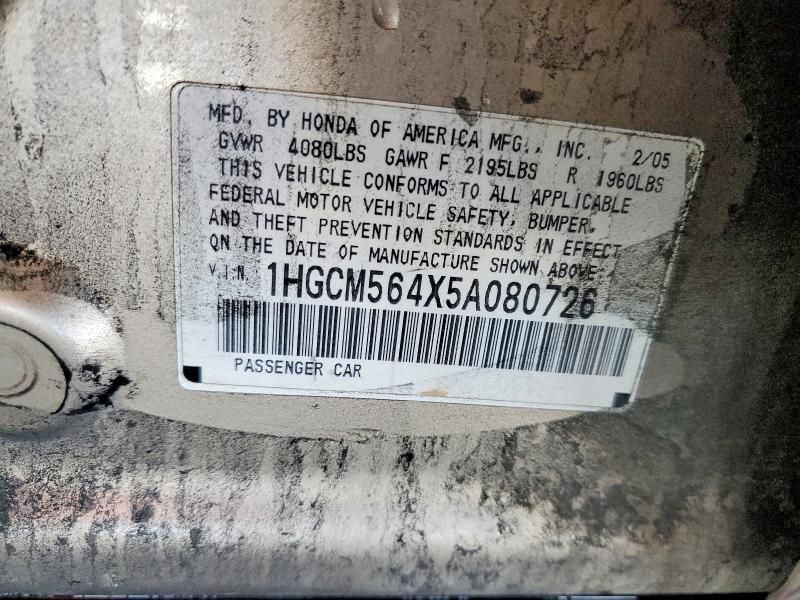 MFD. BY HONDA OF AMERICA MFG., INC. 2/05
GVWR 4080LBS GAWR F 2195LBS R 1960LBS
THIS VEHICLE CONFORMS TO ALL APPLICABLE
FEDERAL MOTOR VEHICLE SAFETY, BUMPER,
AND THEFT PREVENTION STANDARDS IN EFFECT
ON THE DATE OF MANUFACTURE SHOWN ABOVE.
V.I.N. 1HGCM564X5A080726
PASSENGER CAR